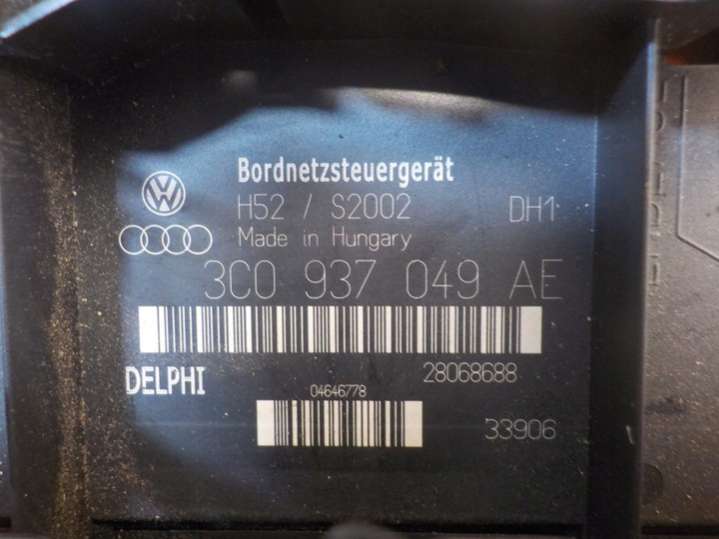 Bordnetzsteuergerät
H52 / S2002 DH1
Made in Hungary
3C0 937 049 AE
DELPHI 28068688
04646778
33906